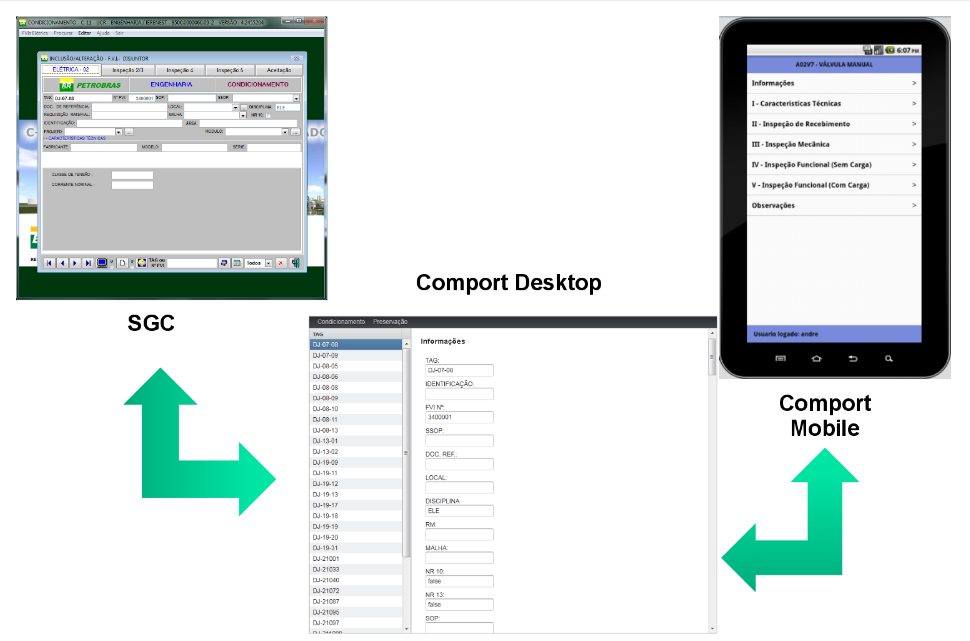 CONDICIONAMENTO - C-13
VERSÃO
FVIs Elétrica Procurar Editar Ajuda Sair
INCLUSÃO/ALTERAÇÃO - FVI - DISJUNTOR
ELÉTRICA - 02 Inspeção 2/3 Inspeção 4 Inspeção 5 Aceitação
BR PETROBRAS ENGENHARIA CONDICIONAMENTO
TAG: DJ-07-08 Nº FVI: 3400001 SOP: SSOP:
DOC. DE REFERÊNCIA: LOCAL: ... DISCIPLINA: ELE
REQUISIÇÃO MATERIAL: MALHA: NR 10:
IDENTIFICAÇÃO: ÁREA:
PROJETO: ... MÓDULO: ...
I - CARACTERÍSTICAS TÉCNICAS
FABRICANTE: MODELO: SÉRIE:
CLASSE DE TENSÃO :
CORRENTE NOMINAL :
TAG ou Nº FVI: Todos
SGC
Comport Desktop
Condicionamento Preservação
TAG
DJ-07-08
DJ-07-09
DJ-08-05
DJ-08-06
DJ-08-08
DJ-08-09
DJ-08-10
DJ-08-11
DJ-08-13
DJ-13-01
DJ-13-02
DJ-19-09
DJ-19-11
DJ-19-12
DJ-19-13
DJ-19-17
DJ-19-18
DJ-19-19
DJ-19-20
DJ-19-31
DJ-21001
DJ-21033
DJ-21040
DJ-21072
DJ-21087
DJ-21095
DJ-21097
Informações
TAG:
DJ-07-08
IDENTIFICAÇÃO:
FVI Nº:
3400001
SSOP:
DOC. REF.:
LOCAL:
DISCIPLINA
ELE
RM:
MALHA:
NR 10:
false
NR 13:
false
SOP:
6:07 PM
A02V7 - VÁLVULA MANUAL
Informações >
I - Características Técnicas >
II - Inspeção de Recebimento >
III - Inspeção Mecânica >
IV - Inspeção Funcional (Sem Carga) >
V - Inspeção Funcional (Com Carga) >
Observações >
Usuario logado: andre
Comport
Mobile